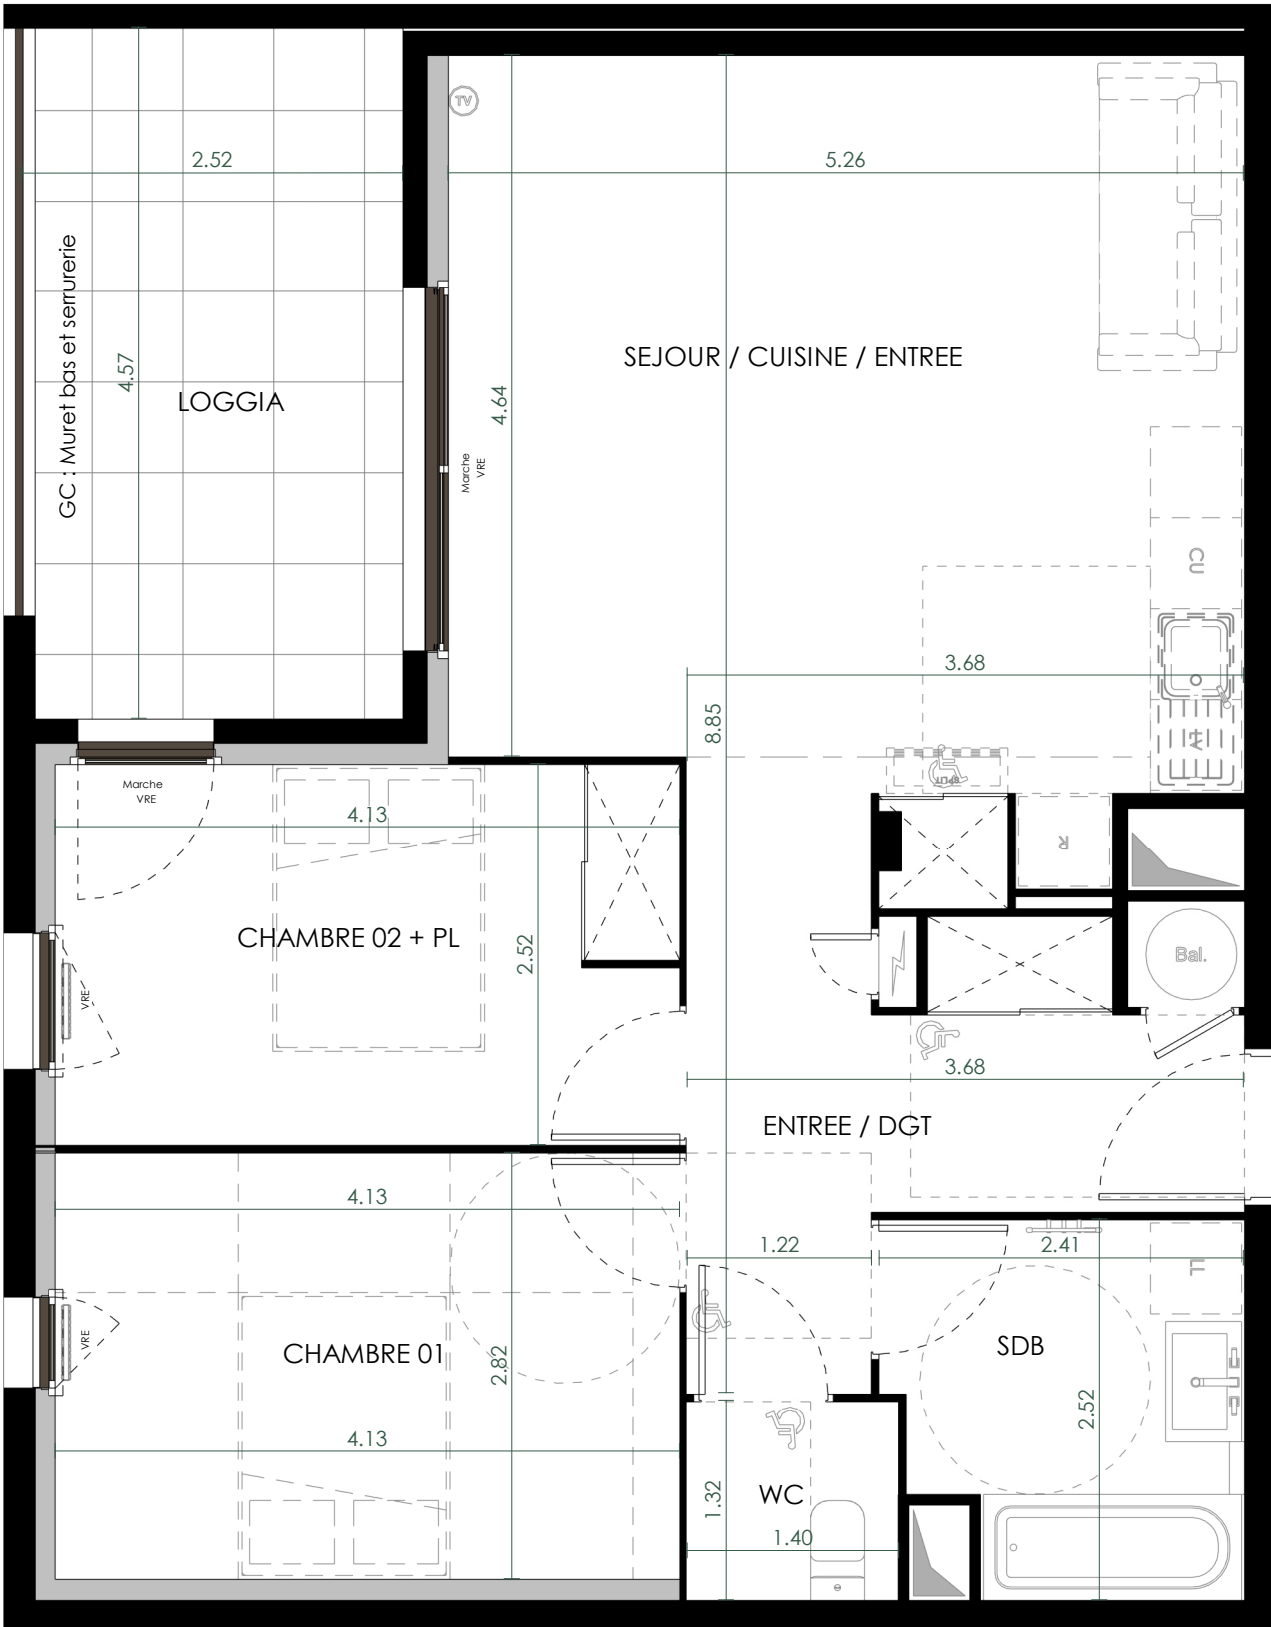 TV
2.52
5.26
GC : Muret bas et serrurerie
4.57
LOGGIA
SEJOUR / CUISINE / ENTREE
4.64
Marche
VRE
CU
3.68
8.85
LV
SPLIT
Marche
VRE
4.13
R
CHAMBRE 02 + PL
2.52
Bal.
VRE
3.68
ENTREE / DGT
4.13
1.22
2.41
LL
VRE
CHAMBRE 01
2.82
SDB
2.52
4.13
WC
1.32
1.40